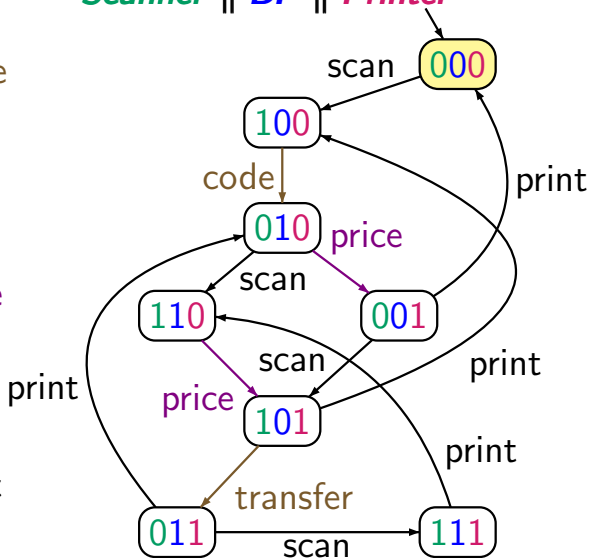 scan
000
100
code
print
010
price
scan
110
001
scan
print
print
price
101
print
transfer
011
111
scan